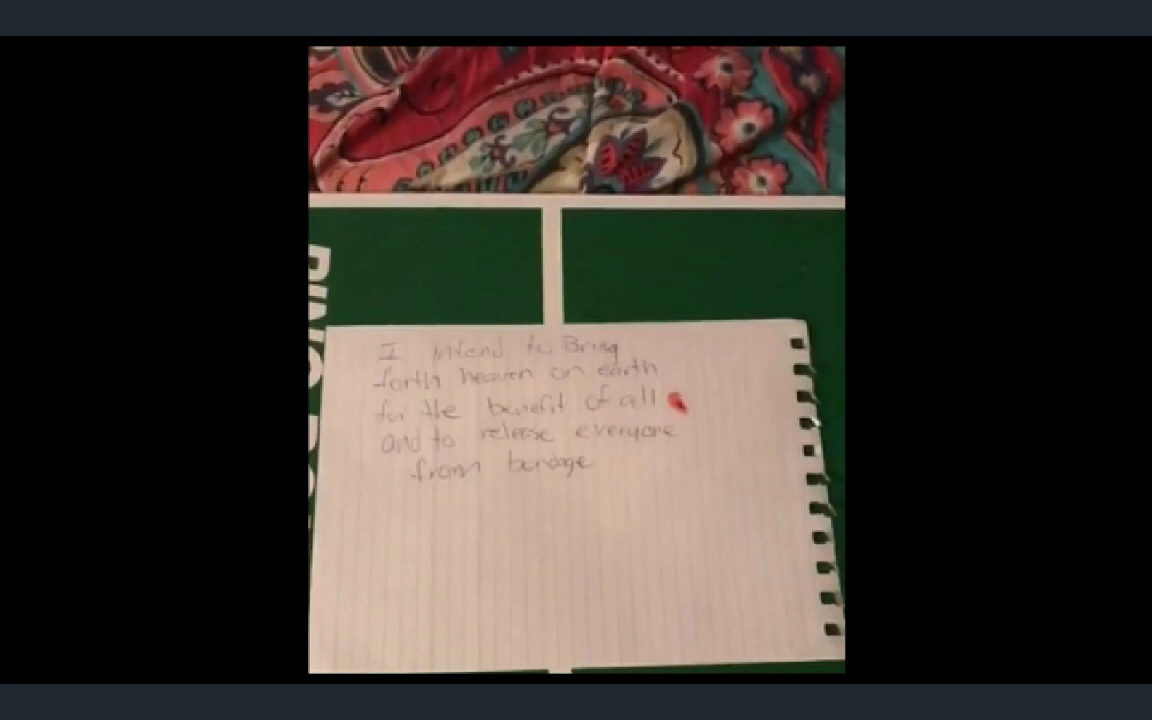 I intend to Bring
forth heaven on earth
for the benefit of all
and to release everyone
from bondage